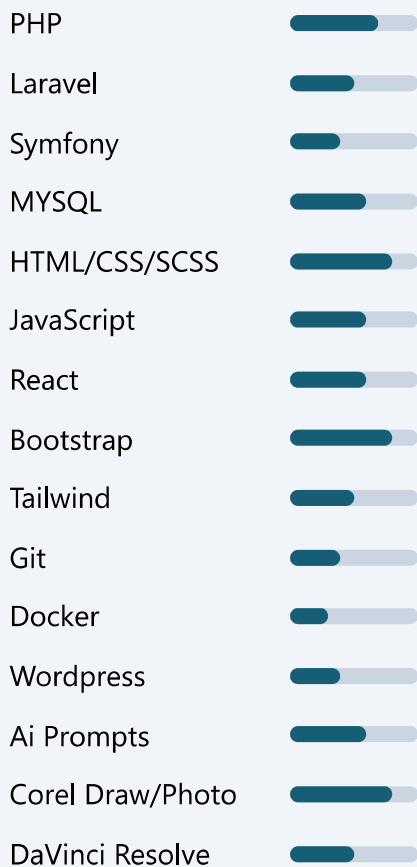 PHP
Laravel
Symfony
MYSQL
HTML/CSS/SCSS
JavaScript
React
Bootstrap
Tailwind
Git
Docker
Wordpress
Ai Prompts
Corel Draw/Photo
DaVinci Resolve